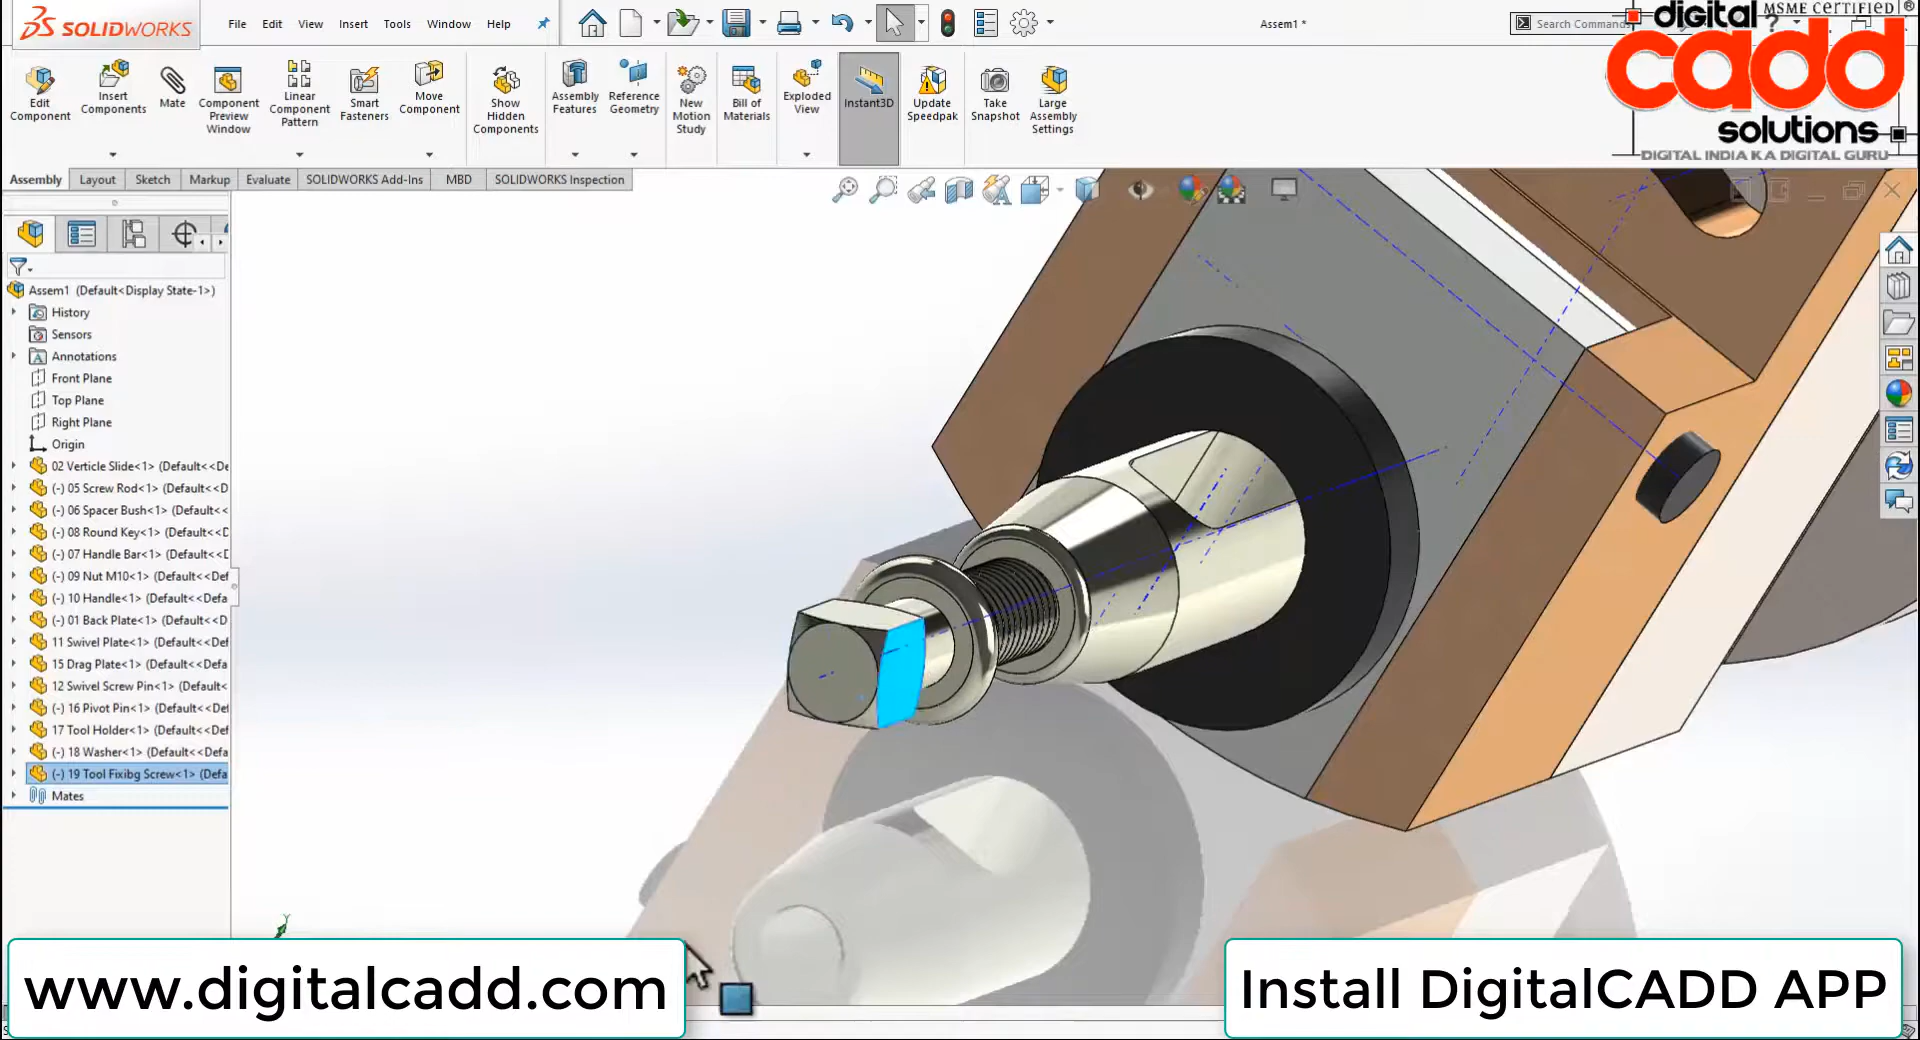 SOLIDWORKS
File
Edit
View
Insert
Tools
Window
Help
Assem1 *
Search Commands
digital
MSME CERTIFIED
®
cadd
solutions
DIGITAL INDIA KA DIGITAL GURU
Edit
Component
Insert
Components
Mate
Component
Preview
Window
Linear
Component
Pattern
Smart
Fasteners
Move
Component
Show
Hidden
Components
Assembly
Features
Reference
Geometry
New
Motion
Study
Bill of
Materials
Exploded
View
Instant3D
Update
Speedpak
Take
Snapshot
Large
Assembly
Settings
Assembly
Layout
Sketch
Markup
Evaluate
SOLIDWORKS Add-Ins
MBD
SOLIDWORKS Inspection
Assem1 (Default<Display State-1>)
History
Sensors
Annotations
Front Plane
Top Plane
Right Plane
Origin
02 Verticle Slide<1> (Default<<De
(-) 05 Screw Rod<1> (Default<<D
(-) 06 Spacer Bush<1> (Default<<
(-) 08 Round Key<1> (Default<<D
(-) 07 Handle Bar<1> (Default<<D
(-) 09 Nut M10<1> (Default<<Def
(-) 10 Handle<1> (Default<<Defa
(-) 01 Back Plate<1> (Default<<D
11 Swivel Plate<1> (Default<<Def
15 Drag Plate<1> (Default<<Defa
12 Swivel Screw Pin<1> (Default<
(-) 16 Pivot Pin<1> (Default<<Def
17 Tool Holder<1> (Default<<Defa
(-) 18 Washer<1> (Default<<Defa
(-) 19 Tool Fixibg Screw<1> (Defa
Mates
Y
www.digitalcadd.com
Install DigitalCADD APP